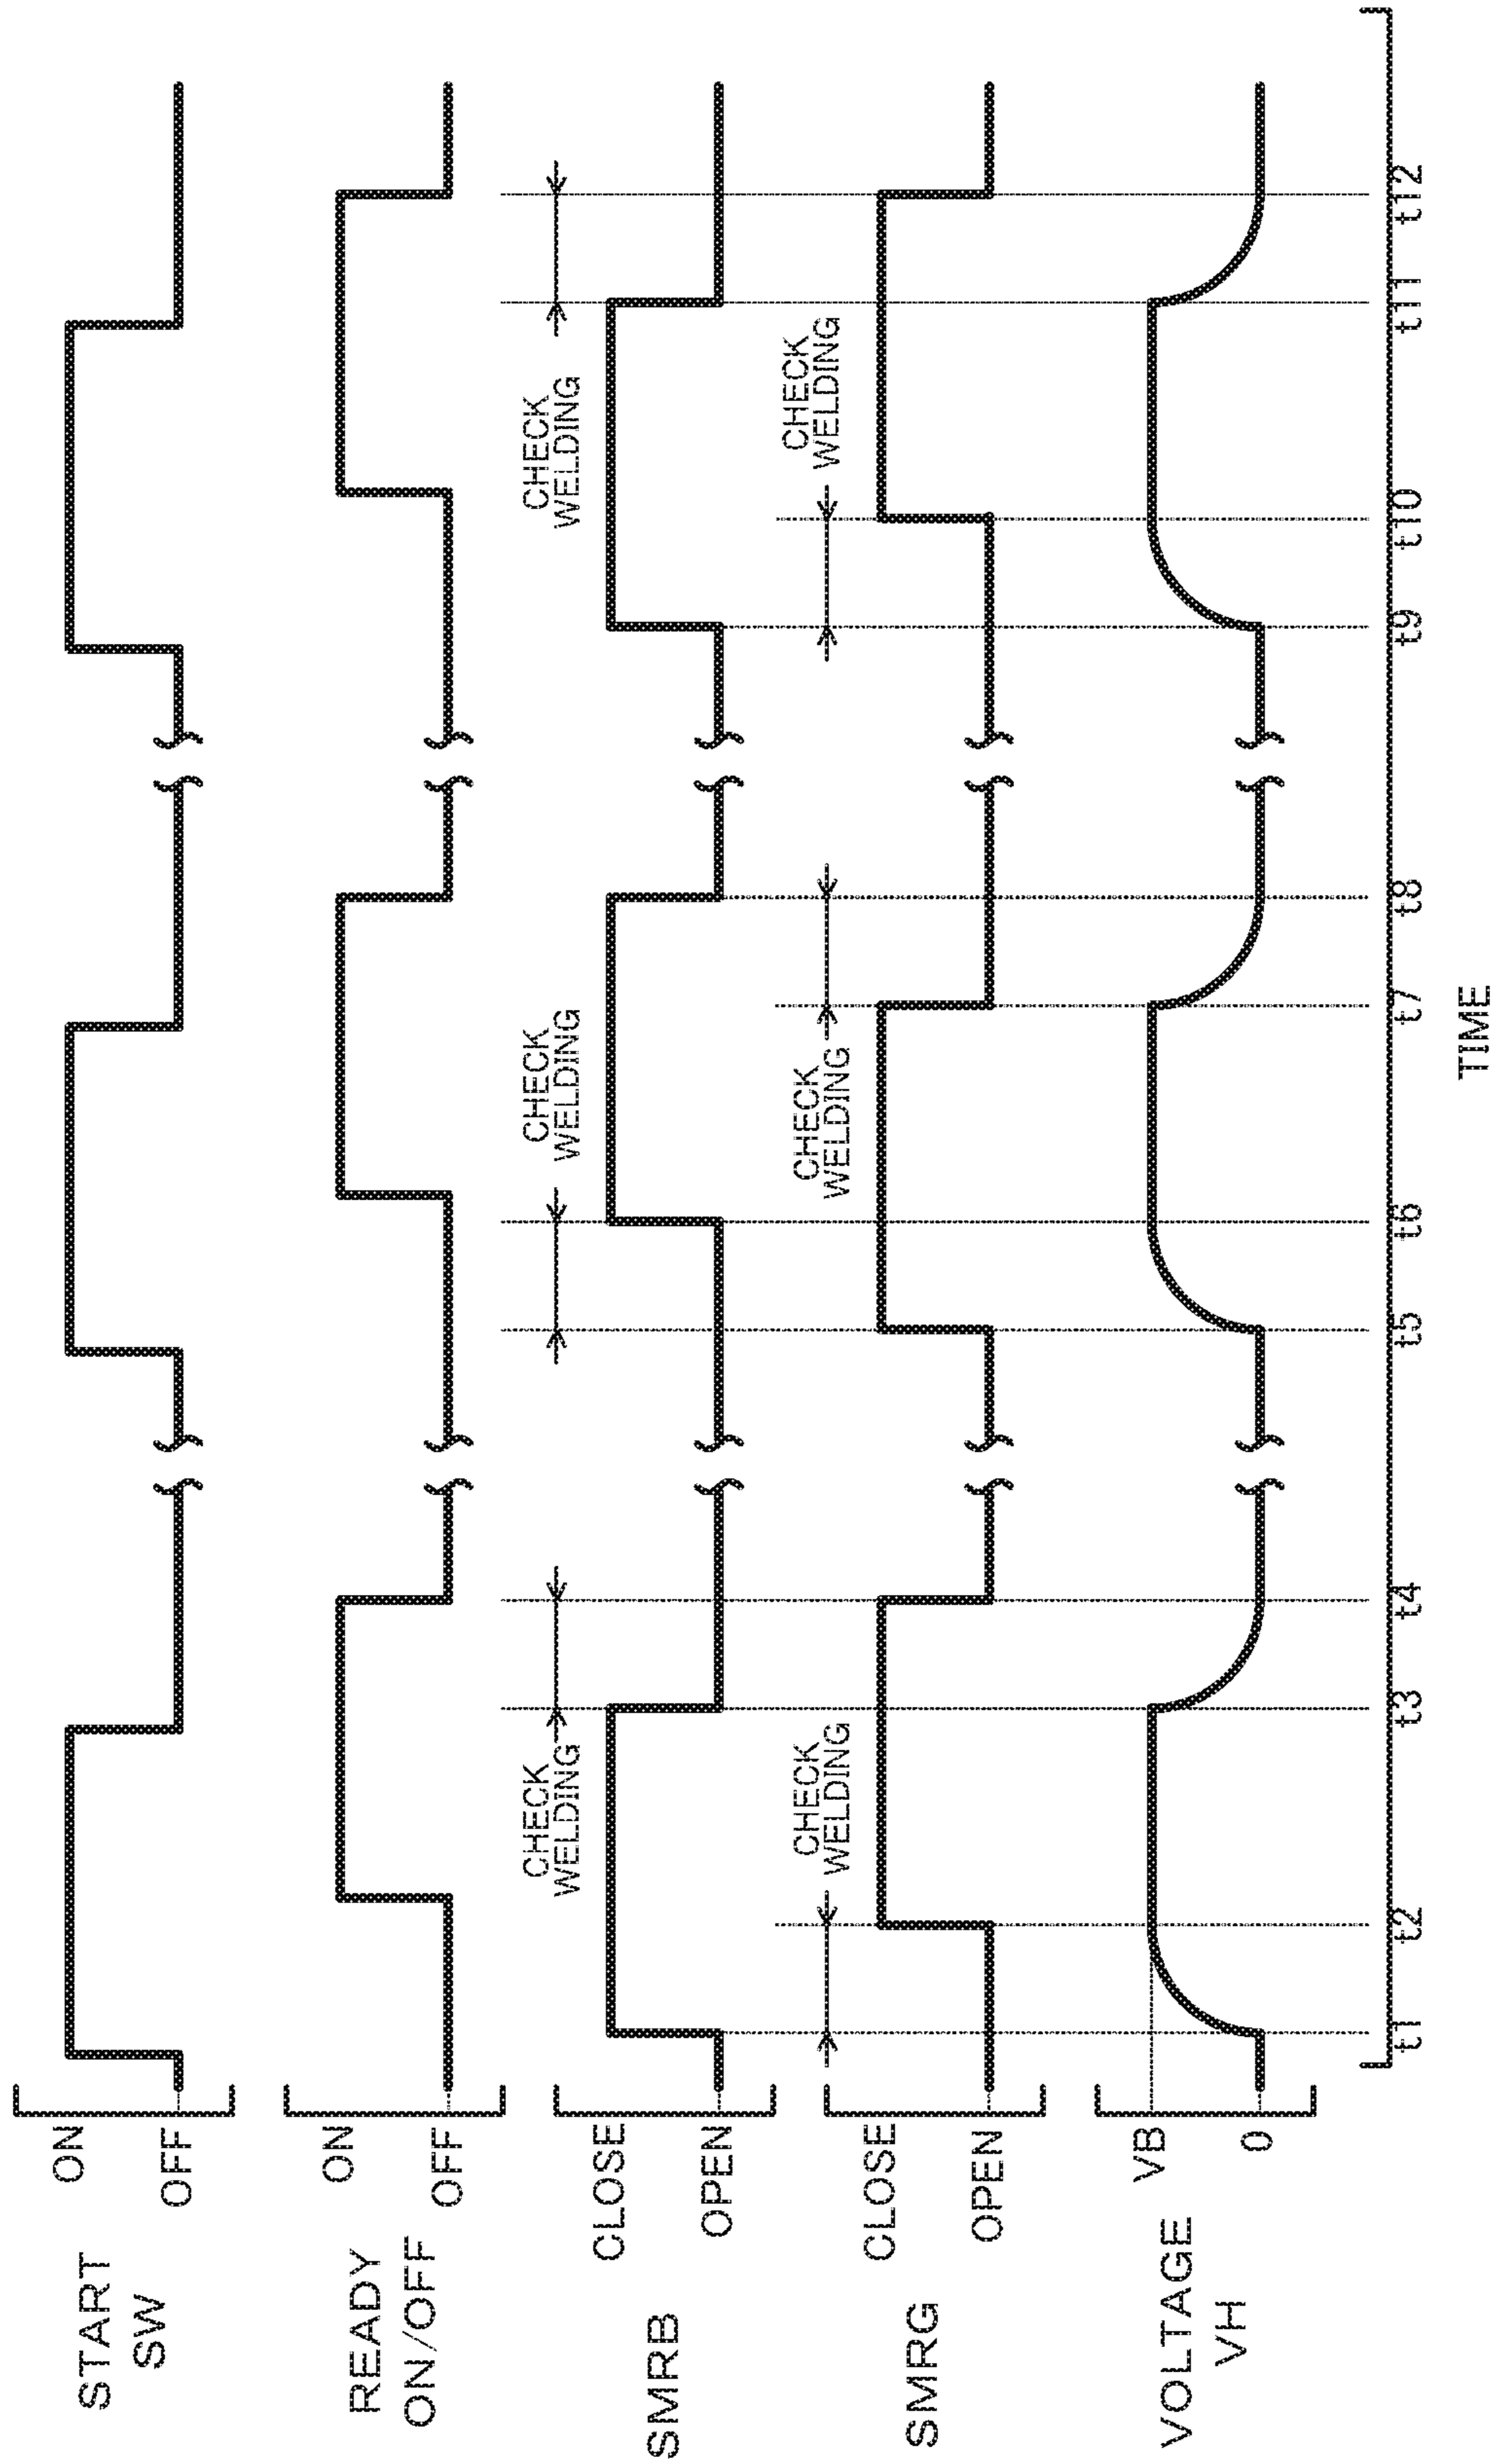 START
SW
ON
OFF
READY
ON/OFF
ON
OFF
SMRB
CLOSE
OPEN
CHECK
WELDING
CHECK
WELDING
CHECK
WELDING
SMRG
CLOSE
OPEN
CHECK
WELDING
CHECK
WELDING
CHECK
WELDING
VOLTAGE
VH
VB
0
t1 t2 t3 t4 t5 t6 t7 t8 t9 t10 t11 t12
TIME